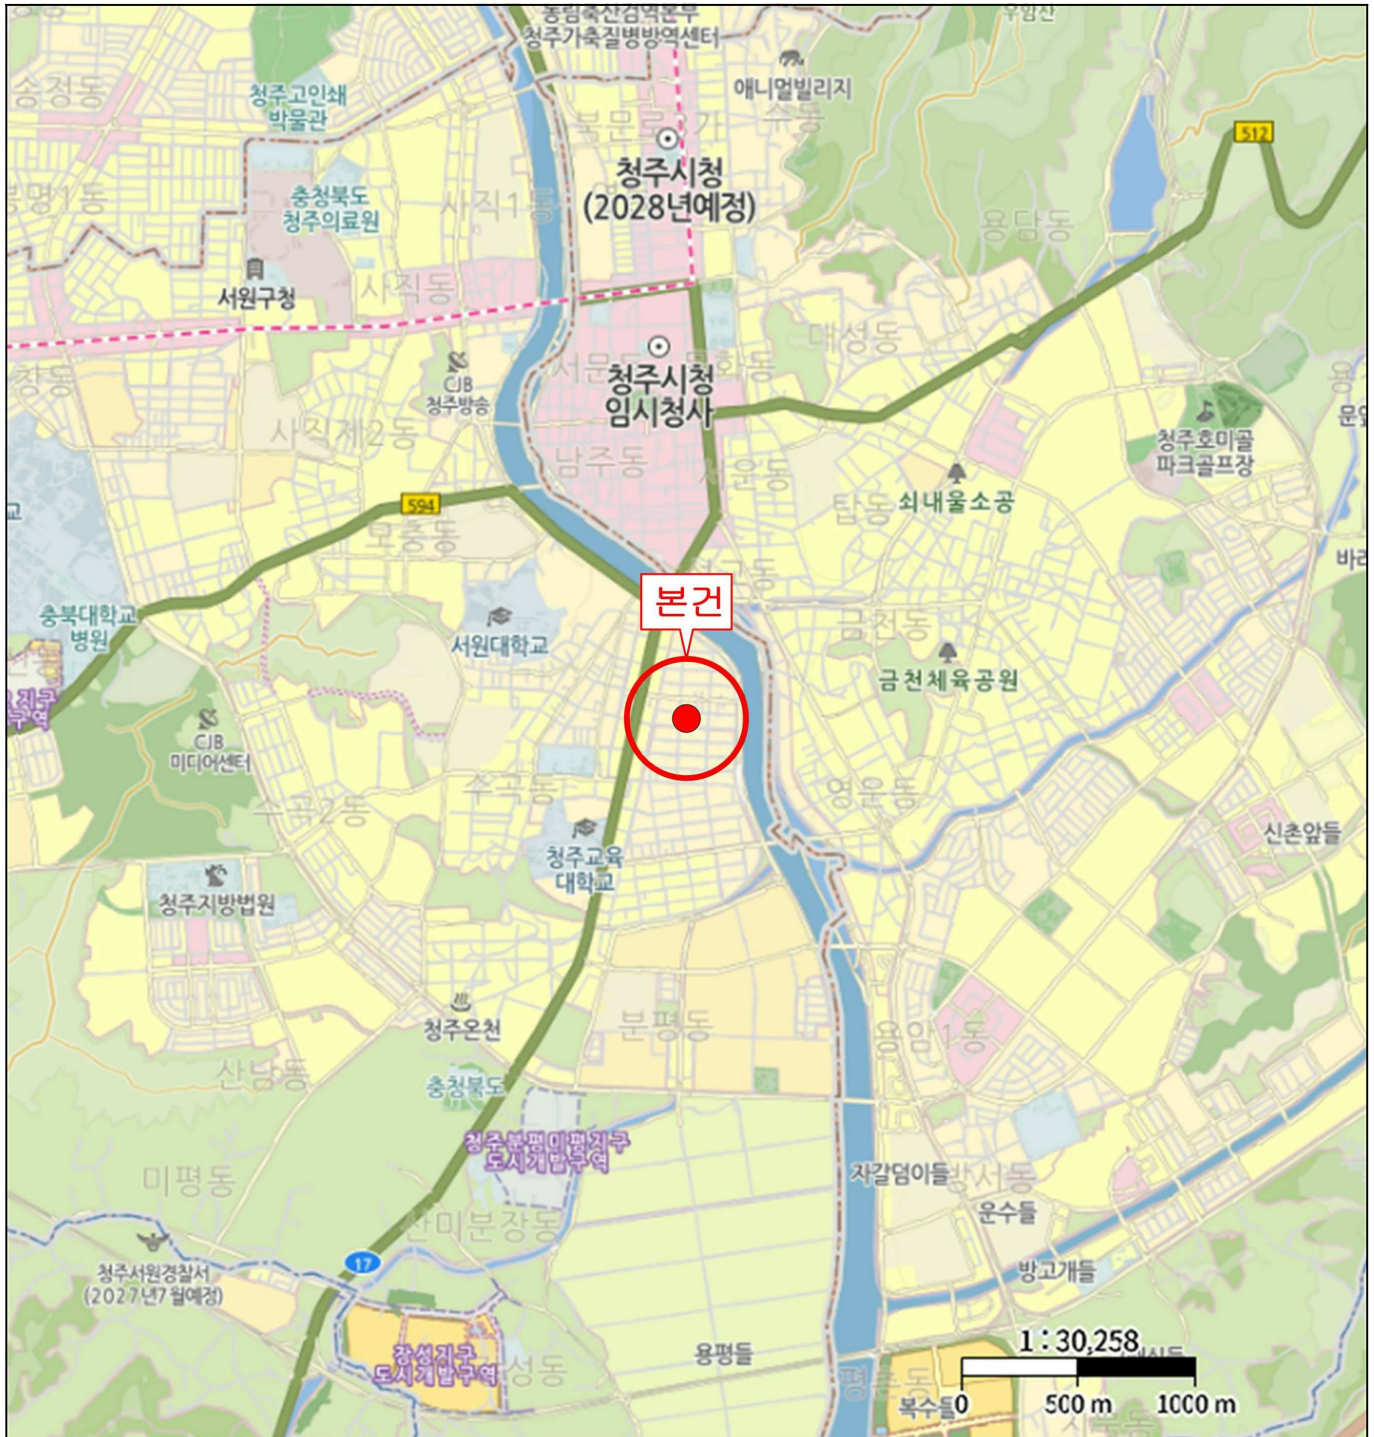 청주가축질병방역센터
우암산
송정동
청주고인쇄
박물관
애니멀빌리지
512
청주시청
(2028년예정)
충청북도
청주의료원
사직1동
용담동
서원구청
사직동
대성동
CJB
청주방송
청주시청
임시청사
사직제2동
남주동
서운동
청주호미골
파크골프장
탑동
쇠내울소공
594
모충동
본건
충북대학교
병원
서원대학교
금천동
금천체육공원
CJB
미디어센터
수곡동
수곡2동
영운동
신촌앞들
청주교육
대학교
청주지방법원
청주온천
분평동
용암1동
산남동
충청북도
청주분평미평지구
도시개발구역
미평동
자갈덤이들
방서동
운수들
산미분장동
17
방고개들
청주서원경찰서
(2027년7월예정)
1:30,258
장성지구
도시개발구역
용평들
평촌동
복수들
0
500 m
1000 m